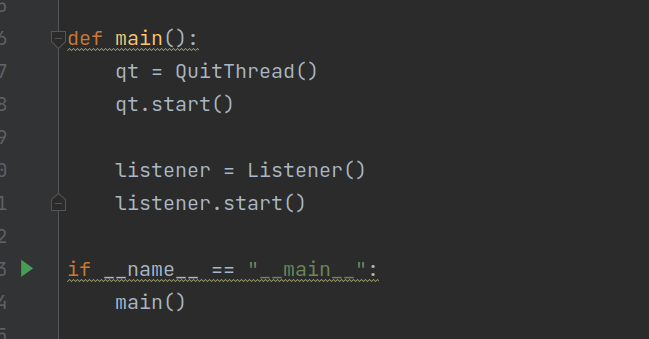 def main():
    qt = QuitThread()
    qt.start()

    listener = Listener()
    listener.start()

if __name__ == "__main__":
    main()